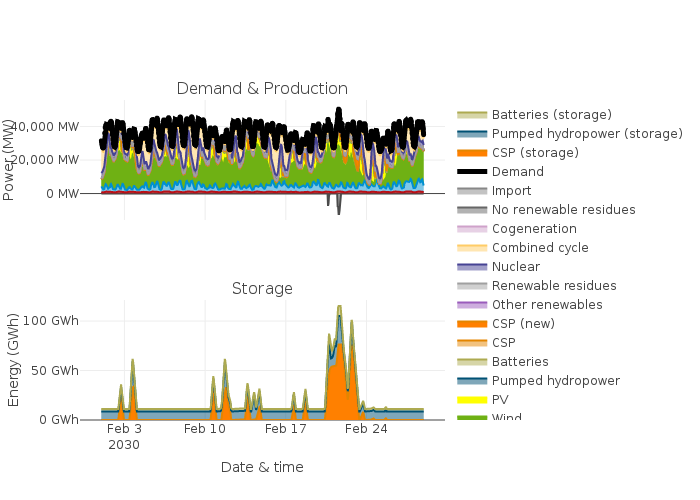 Demand & Production
Power (MW)
40,000 MW
20,000 MW
0 MW
Storage
Energy (GWh)
100 GWh
50 GWh
0 GWh
Feb 3
2030
Feb 10
Feb 17
Feb 24
Date & time
Batteries (storage)
Pumped hydropower (storage)
CSP (storage)
Demand
Import
No renewable residues
Cogeneration
Combined cycle
Nuclear
Renewable residues
Other renewables
CSP (new)
CSP
Batteries
Pumped hydropower
PV
Wind